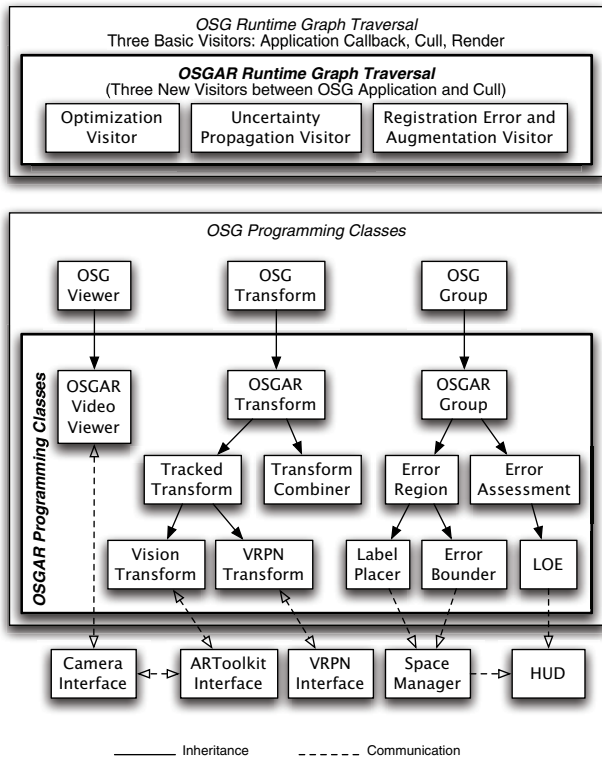 OSG Runtime Graph Traversal
Three Basic Visitors: Application Callback, Cull, Render
OSGAR Runtime Graph Traversal
(Three New Visitors between OSG Application and Cull)
Optimization
Visitor
Uncertainty
Propagation Visitor
Registration Error and
Augmentation Visitor
OSG Programming Classes
OSG
Viewer
OSG
Transform
OSG
Group
OSGAR Programming Classes
OSGAR
Video
Viewer
OSGAR
Transform
OSGAR
Group
Tracked
Transform
Transform
Combiner
Error
Region
Error
Assessment
Vision
Transform
VRPN
Transform
Label
Placer
Error
Bounder
LOE
Camera
Interface
ARToolkit
Interface
VRPN
Interface
Space
Manager
HUD
Inheritance
Communication